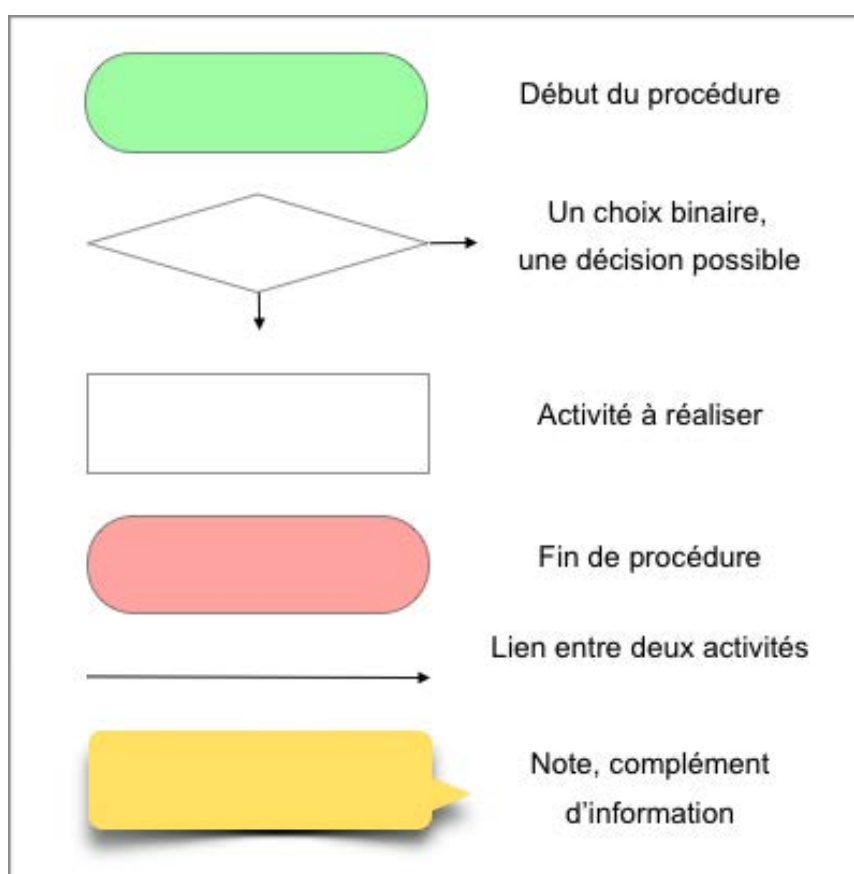 Début du procédure
Un choix binaire,
une décision possible
Activité à réaliser
Fin de procédure
Lien entre deux activités
Note, complément
d'information